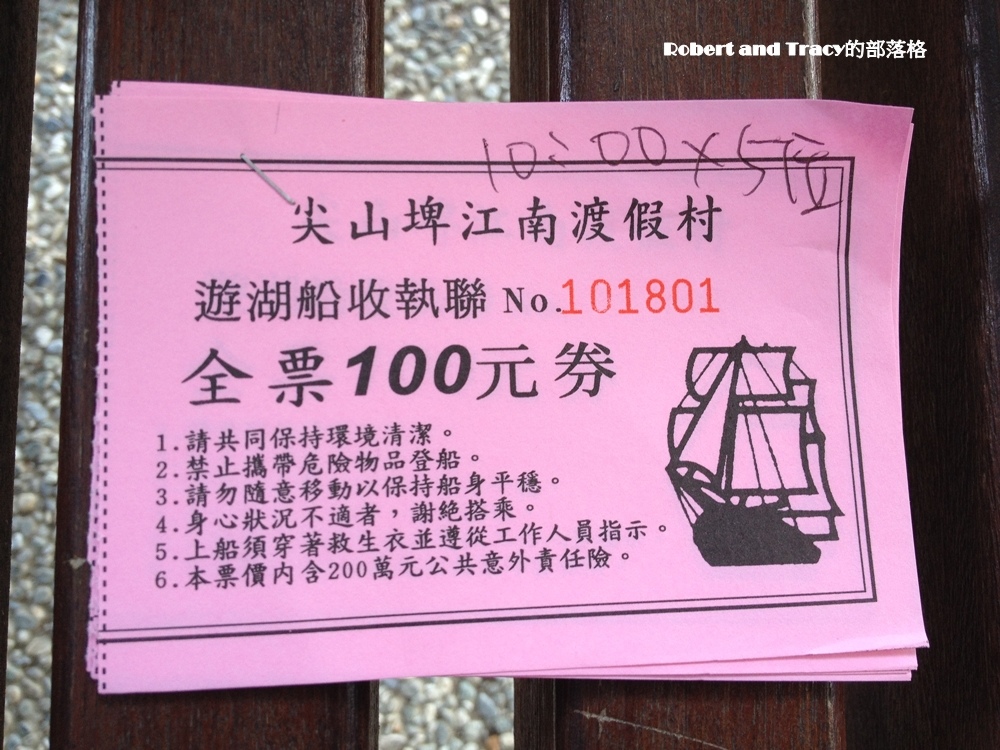 Robert and Tracy的部落格
10:00 x 5位
尖山埤江南渡假村
遊湖船收執聯 No.101801
全票100元券
1.請共同保持環境清潔。
2.禁止攜帶危險物品登船。
3.請勿隨意移動以保持船身平穩。
4.身心狀況不適者，謝絕搭乘。
5.上船須穿著救生衣並遵從工作人員指示。
6.本票價內含200萬元公共意外責任險。